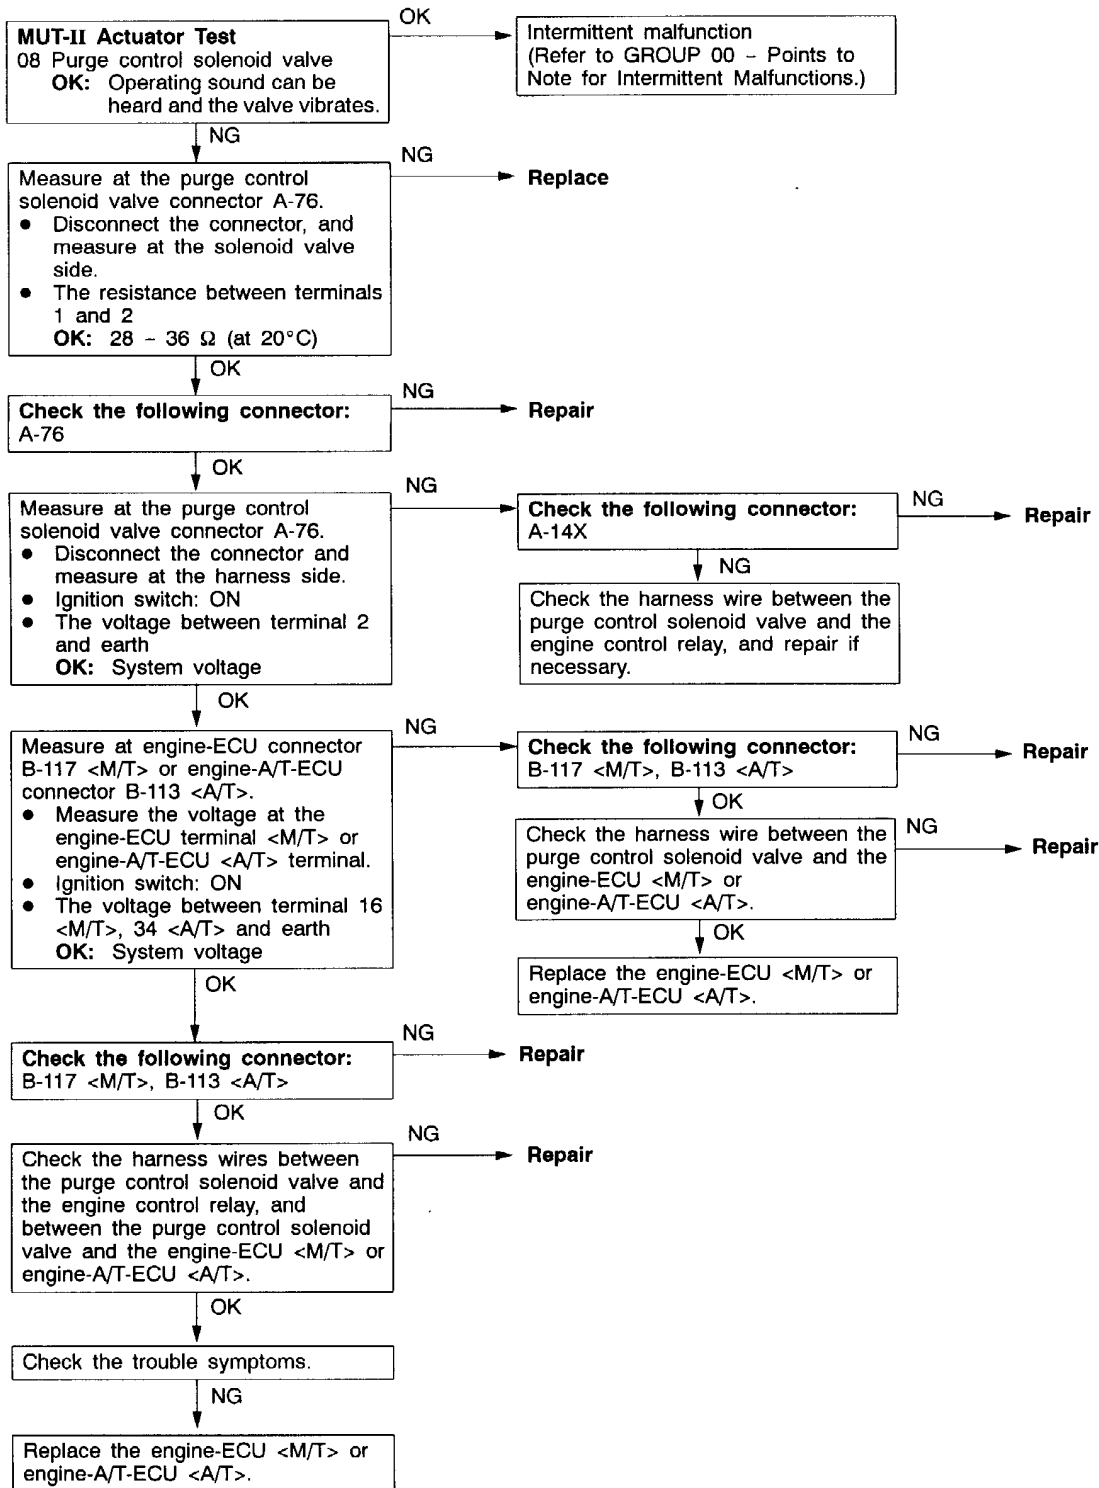 MUT-II Actuator Test
08 Purge control solenoid valve
OK: Operating sound can be
heard and the valve vibrates.
OK
Intermittent malfunction
(Refer to GROUP 00 – Points to
Note for Intermittent Malfunctions.)
NG
Measure at the purge control
solenoid valve connector A-76.
● Disconnect the connector, and
measure at the solenoid valve
side.
● The resistance between terminals
1 and 2
OK: 28 – 36 Ω (at 20°C)
NG
Replace
OK
Check the following connector:
A-76
NG
Repair
OK
Measure at the purge control
solenoid valve connector A-76.
● Disconnect the connector and
measure at the harness side.
● Ignition switch: ON
● The voltage between terminal 2
and earth
OK: System voltage
NG
Check the following connector:
A-14X
NG
Repair
NG
Check the harness wire between the
purge control solenoid valve and the
engine control relay, and repair if
necessary.
OK
Measure at engine-ECU connector
B-117 <M/T> or engine-A/T-ECU
connector B-113 <A/T>.
● Measure the voltage at the
engine-ECU terminal <M/T> or
engine-A/T-ECU <A/T> terminal.
● Ignition switch: ON
● The voltage between terminal 16
<M/T>, 34 <A/T> and earth
OK: System voltage
NG
Check the following connector:
B-117 <M/T>, B-113 <A/T>
NG
Repair
OK
Check the harness wire between the
purge control solenoid valve and the
engine-ECU <M/T> or
engine-A/T-ECU <A/T>.
NG
Repair
OK
Replace the engine-ECU <M/T> or
engine-A/T-ECU <A/T>.
OK
Check the following connector:
B-117 <M/T>, B-113 <A/T>
NG
Repair
OK
Check the harness wires between
the purge control solenoid valve and
the engine control relay, and
between the purge control solenoid
valve and the engine-ECU <M/T> or
engine-A/T-ECU <A/T>.
NG
Repair
OK
Check the trouble symptoms.
NG
Replace the engine-ECU <M/T> or
engine-A/T-ECU <A/T>.